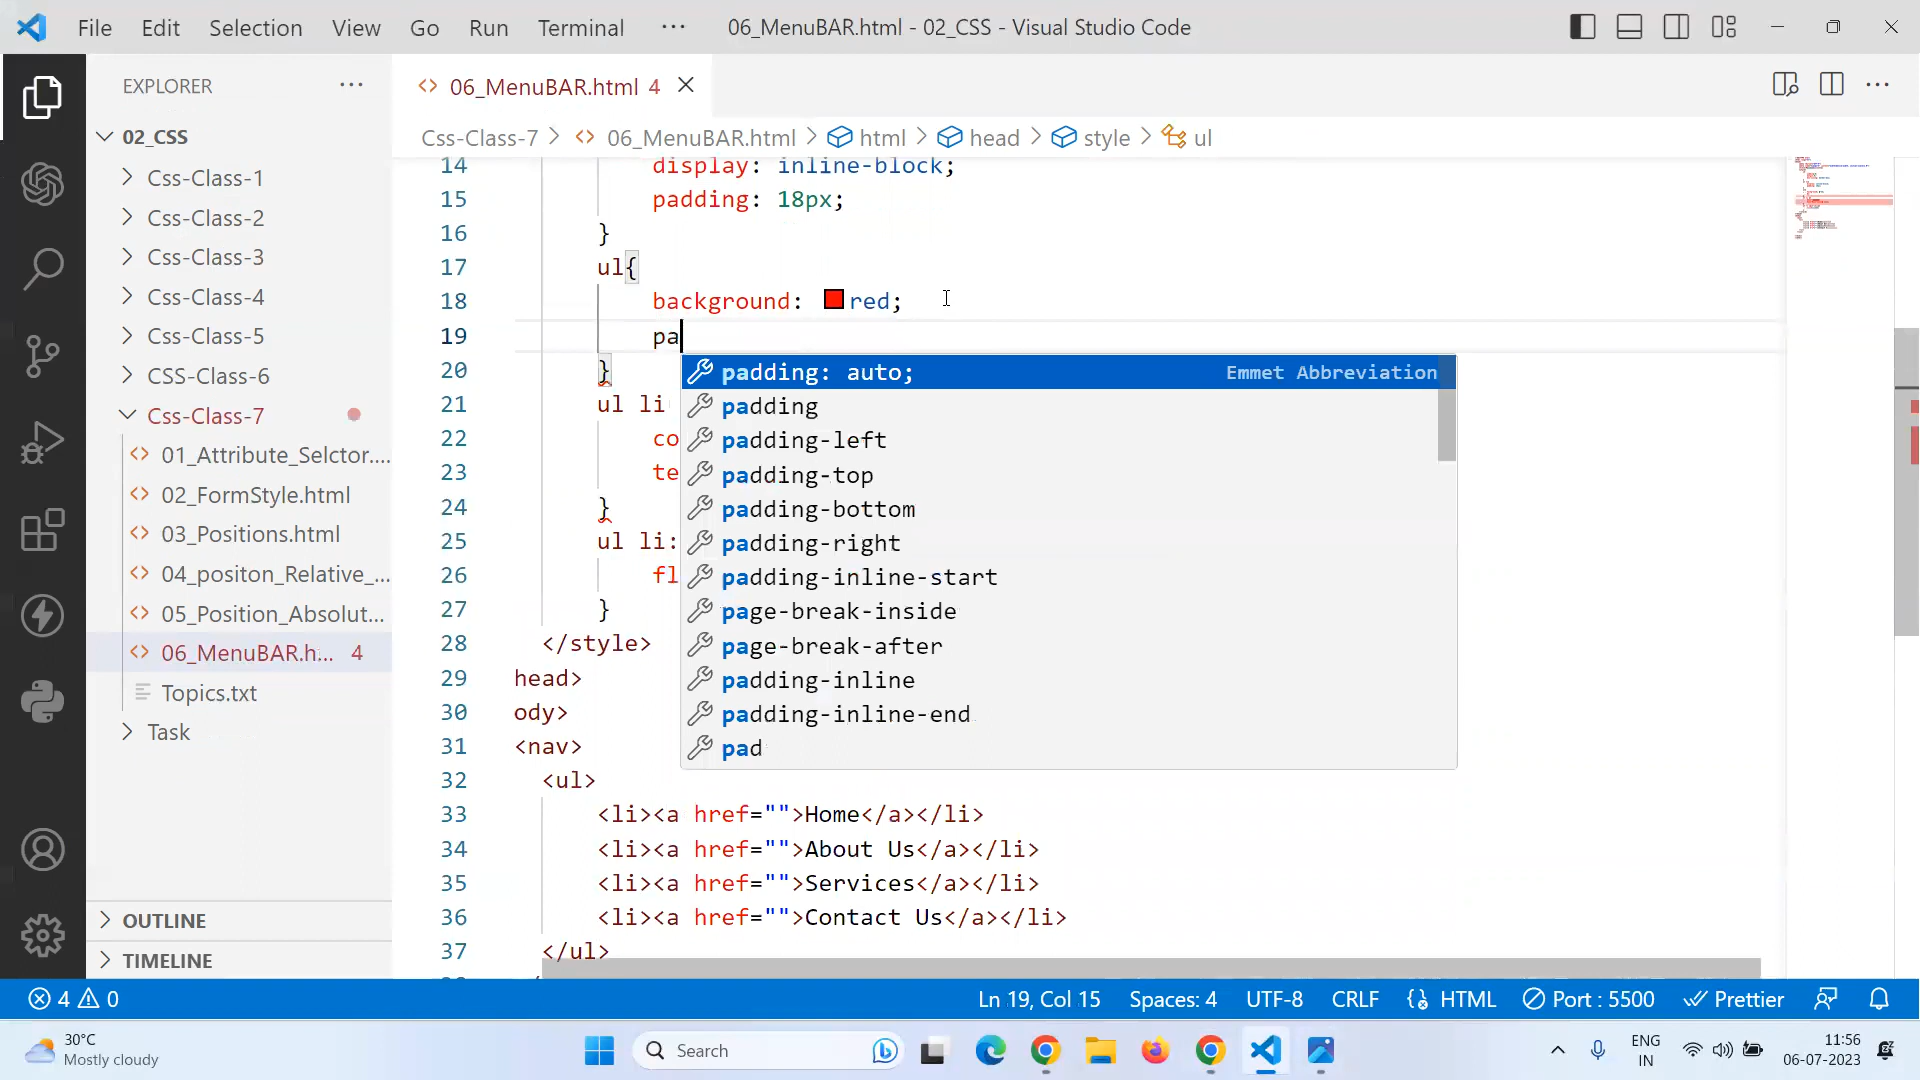 File Edit Selection View Go Run Terminal ··· 06_MenuBAR.html - 02_CSS - Visual Studio Code
EXPLORER ···
02_CSS
Css-Class-1
Css-Class-2
Css-Class-3
Css-Class-4
Css-Class-5
CSS-Class-6
Css-Class-7
01_Attribute_Selctor....
02_FormStyle.html
03_Positions.html
04_positon_Relative_...
05_Position_Absolut...
06_MenuBAR.h... 4
Topics.txt
Task
OUTLINE
TIMELINE
06_MenuBAR.html 4
Css-Class-7 > 06_MenuBAR.html > html > head > style > ul
14 display: inline-block;
15 padding: 18px;
16 }
17 ul{
18 background: red;
19 pa
20 }
21 ul li
22 co
23 te
24 }
25 ul li:
26 fl
27 }
28 </style>
29 head>
30 ody>
31 <nav>
32 <ul>
33 <li><a href="">Home</a></li>
34 <li><a href="">About Us</a></li>
35 <li><a href="">Services</a></li>
36 <li><a href="">Contact Us</a></li>
37 </ul>
padding: auto; Emmet Abbreviation
padding
padding-left
padding-top
padding-bottom
padding-right
padding-inline-start
page-break-inside
page-break-after
padding-inline
padding-inline-end
pad
4 0 Ln 19, Col 15 Spaces: 4 UTF-8 CRLF HTML Port : 5500 Prettier
30°C
Mostly cloudy
Search
ENG
IN
11:56
06-07-2023